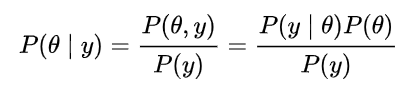 P(θ | y) = P(θ, y) / P(y) = P(y | θ)P(θ) / P(y)